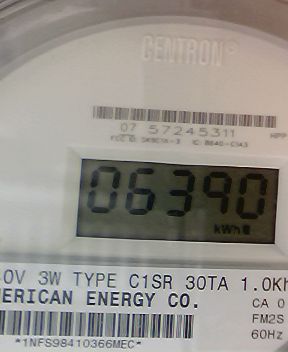 CENTRON®
07 57245311
06390
kWh
3W TYPE C1SR 30TA 1.0Kh
ERICAN ENERGY CO.
CA 0
FM2S
60Hz
*1NFS98410366MEC*